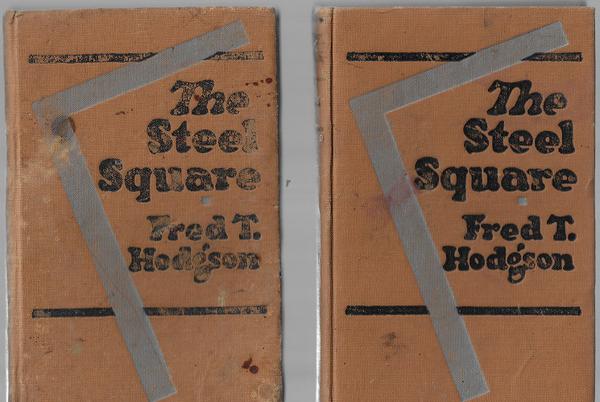 The
Steel
Square
Fred T.
Hodgson
The
Steel
Square
Fred T.
Hodgson